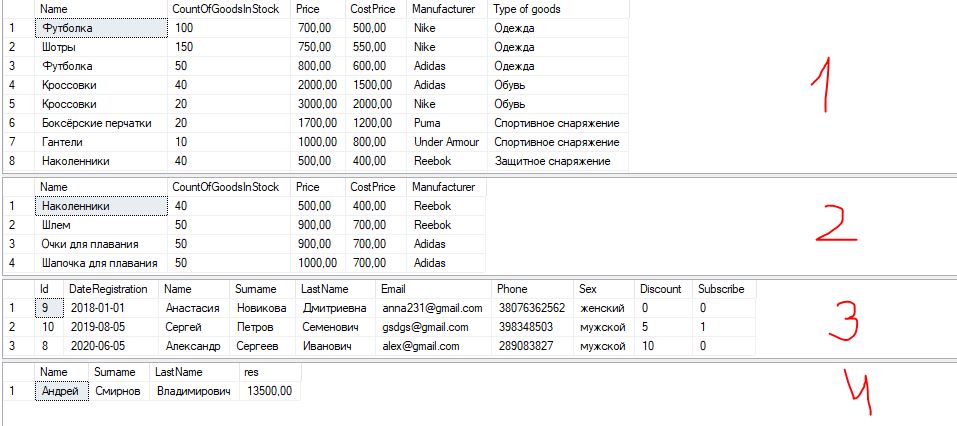 Name CountOfGoodsInStock Price CostPrice Manufacturer Type of goods
1 Футболка 100 700,00 500,00 Nike Одежда
2 Шотры 150 750,00 550,00 Nike Одежда
3 Футболка 50 800,00 600,00 Adidas Одежда
4 Кроссовки 40 2000,00 1500,00 Adidas Обувь
5 Кроссовки 20 3000,00 2000,00 Nike Обувь
6 Боксёрские перчатки 20 1700,00 1200,00 Puma Спортивное снаряжение
7 Гантели 10 1000,00 800,00 Under Armour Спортивное снаряжение
8 Наколенники 40 500,00 400,00 Reebok Защитное снаряжение
1
Name CountOfGoodsInStock Price CostPrice Manufacturer
1 Наколенники 40 500,00 400,00 Reebok
2 Шлем 50 900,00 700,00 Reebok
3 Очки для плавания 50 900,00 700,00 Adidas
4 Шапочка для плавания 50 1000,00 700,00 Adidas
2
Id DateRegistration Name Surname LastName Email Phone Sex Discount Subscribe
1 9 2018-01-01 Анастасия Новикова Дмитриевна anna231@gmail.com 38076362562 женский 0 0
2 10 2019-08-05 Сергей Петров Семенович gsdgs@gmail.com 398348503 мужской 5 1
3 8 2020-06-05 Александр Сергеев Иванович alex@gmail.com 289083827 мужской 10 0
3
Name Surname LastName res
1 Андрей Смирнов Владимирович 13500,00
4